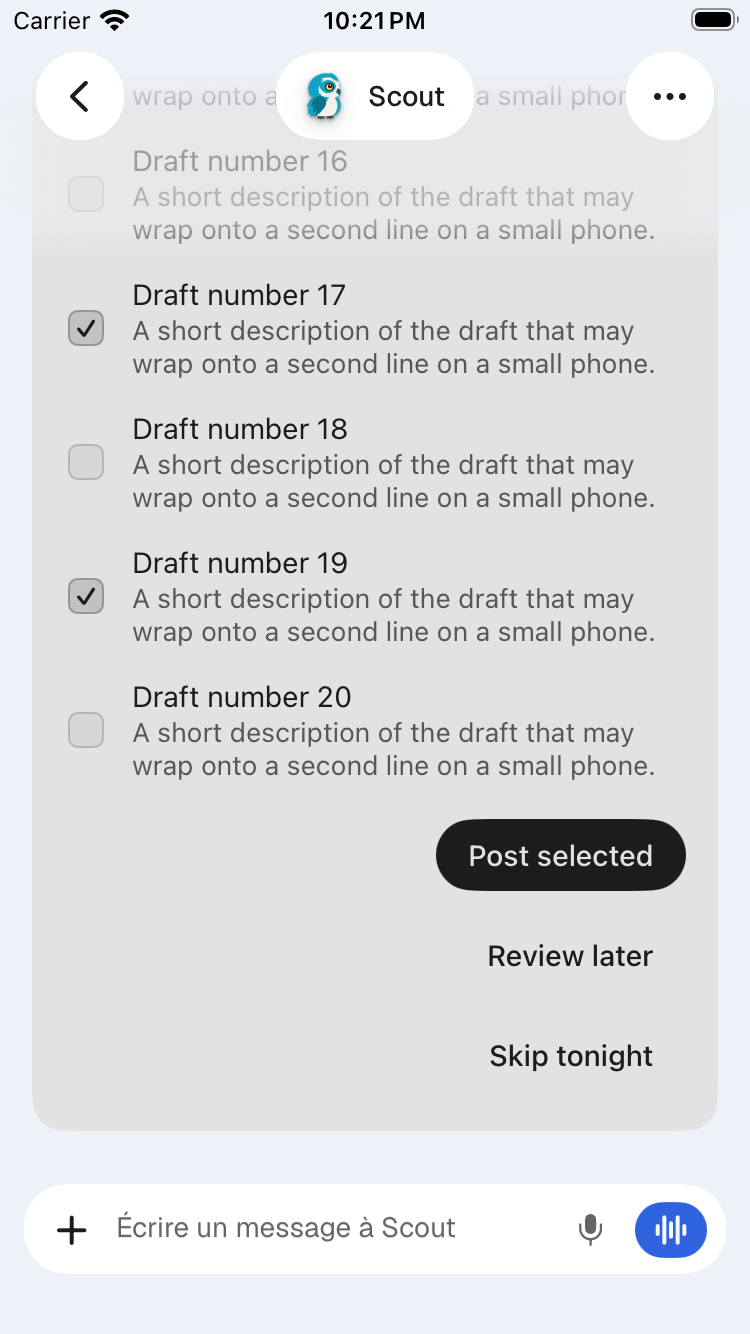 Carrier
10:21 PM
wrap onto a
Scout
a small phon
Draft number 16
A short description of the draft that may
wrap onto a second line on a small phone.
Draft number 17
A short description of the draft that may
wrap onto a second line on a small phone.
Draft number 18
A short description of the draft that may
wrap onto a second line on a small phone.
Draft number 19
A short description of the draft that may
wrap onto a second line on a small phone.
Draft number 20
A short description of the draft that may
wrap onto a second line on a small phone.
Post selected
Review later
Skip tonight
Écrire un message à Scout